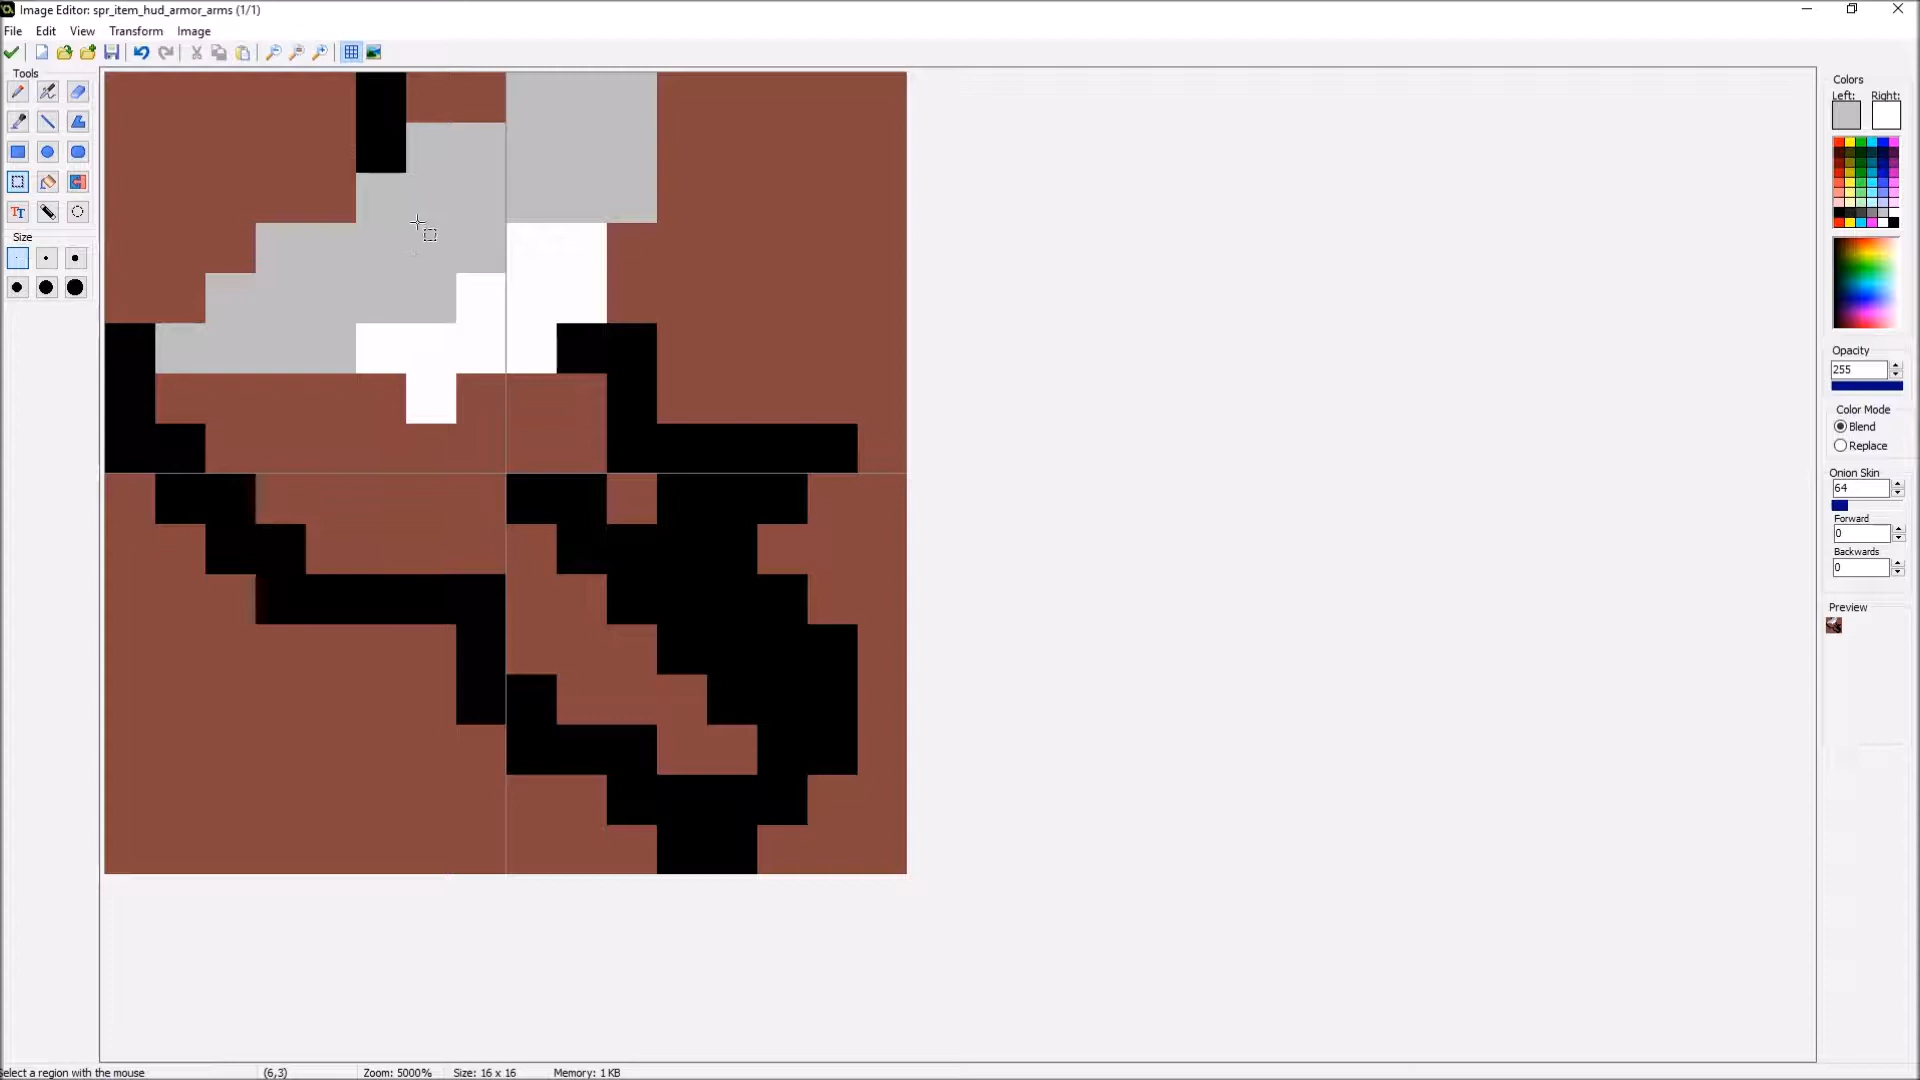 Image Editor: spr_item_hud_armor_arms (1/1)
File Edit View Transform Image
Tools
Size
Colors
Left: Right:
Opacity
255
Color Mode
Blend
Replace
Onion Skin
64
Forward
0
Backwards
0
Preview
Select a region with the mouse (6,3) Zoom: 5000% Size: 16 x 16 Memory: 1 KB